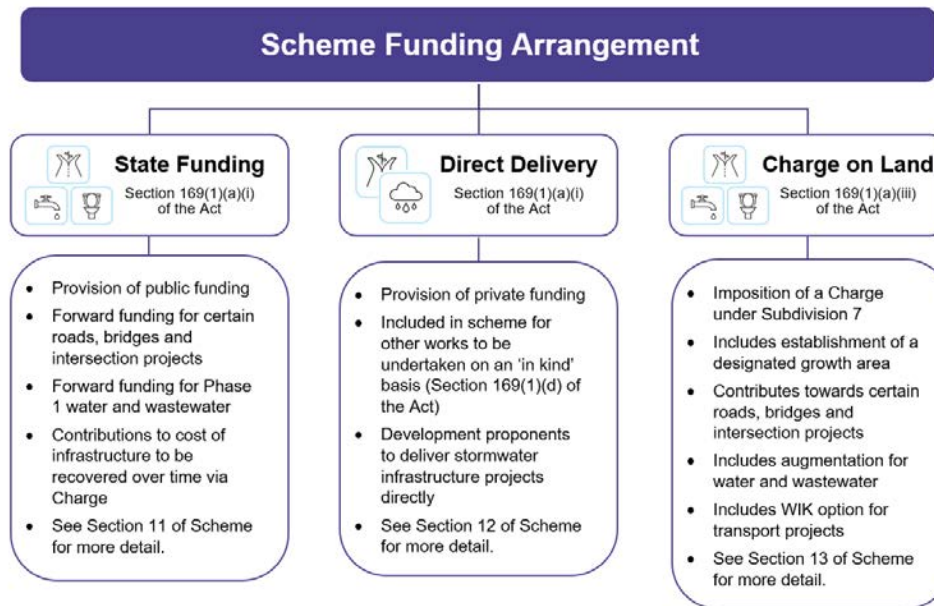 Scheme Funding Arrangement
State Funding
Section 169(1)(a)(i)
of the Act
• Provision of public funding
• Forward funding for certain
roads, bridges and
intersection projects
• Forward funding for Phase
1 water and wastewater
• Contributions to cost of
infrastructure to be
recovered over time via
Charge
• See Section 11 of Scheme
for more detail.
Direct Delivery
Section 169(1)(a)(i)
of the Act
• Provision of private funding
• Included in scheme for
other works to be
undertaken on an ‘in kind’
basis (Section 169(1)(d) of
the Act)
• Development proponents
to deliver stormwater
infrastructure projects
directly
• See Section 12 of Scheme
for more detail.
Charge on Land
Section 169(1)(a)(iii)
of the Act
• Imposition of a Charge
under Subdivision 7
• Includes establishment of a
designated growth area
• Contributes towards certain
roads, bridges and
intersection projects
• Includes augmentation for
water and wastewater
• Includes WIK option for
transport projects
• See Section 13 of Scheme
for more detail.